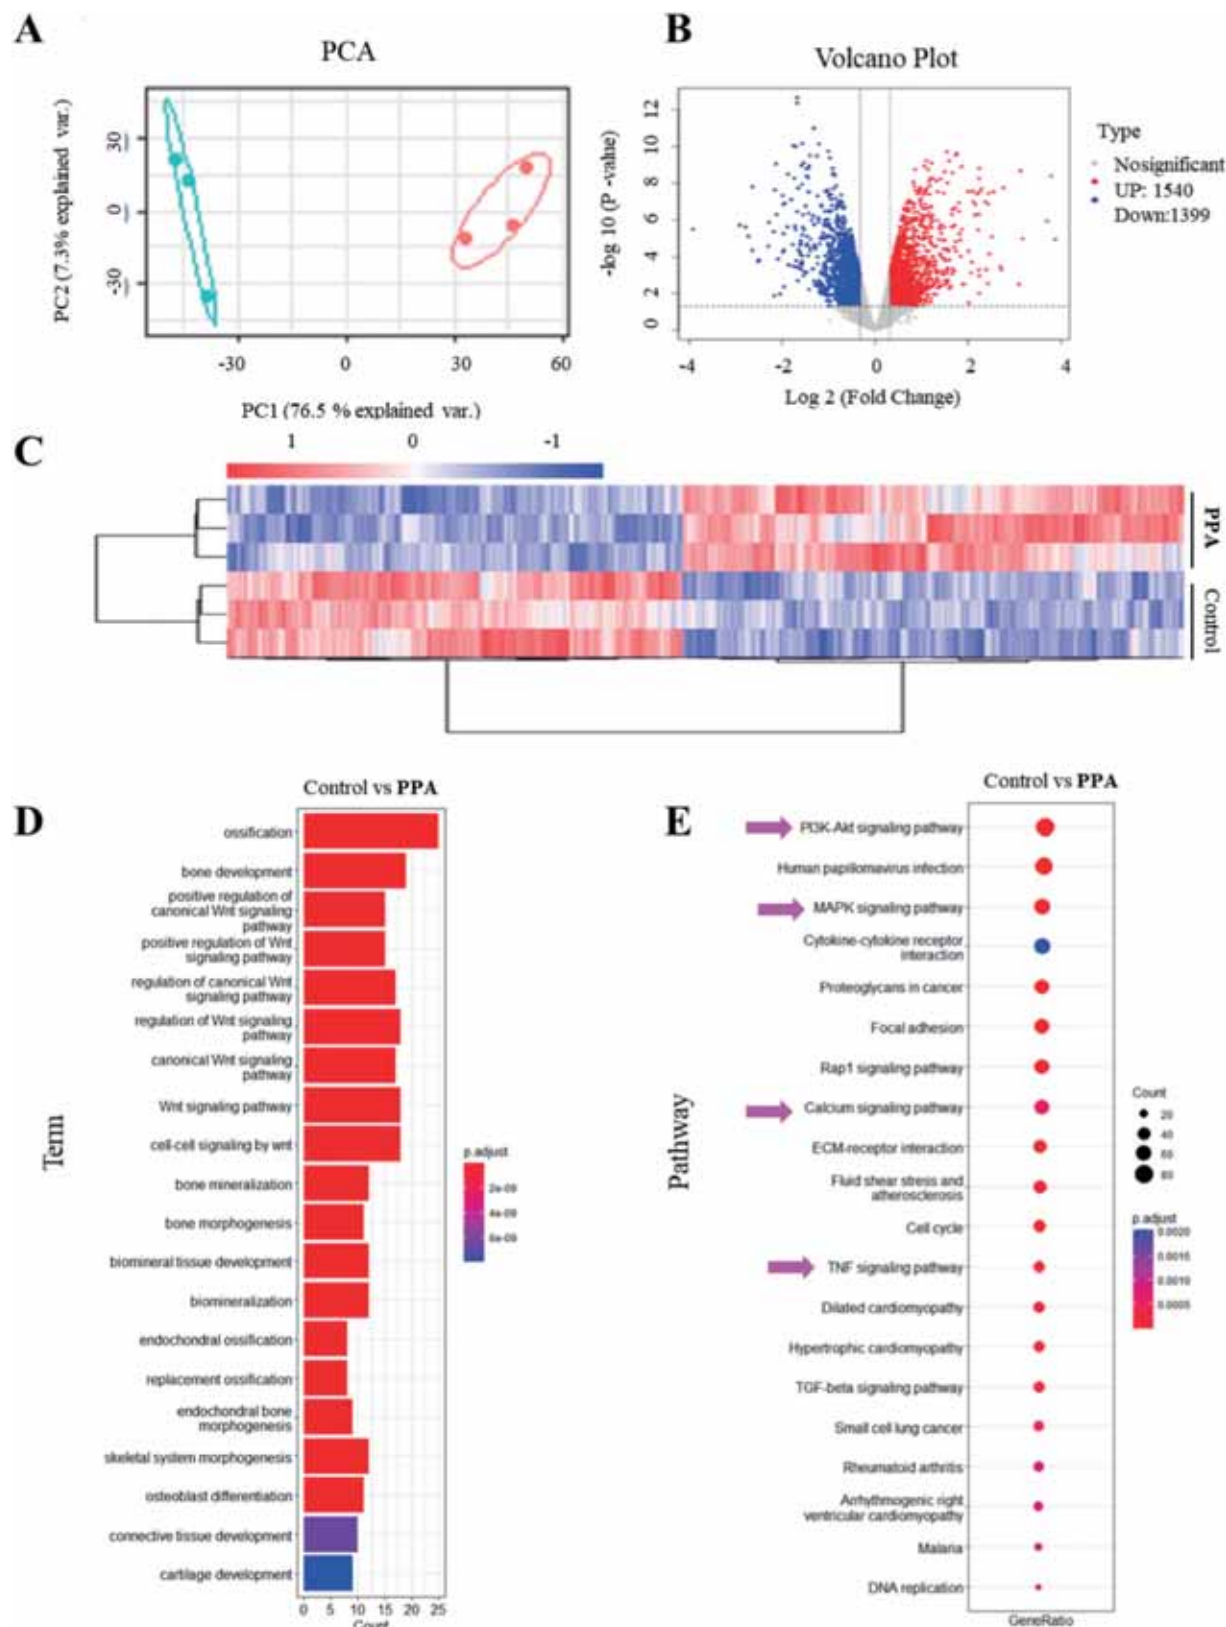 A
PCA
PC2 (7.3% explained var.)
30
0
-30
-30
0
30
60
PC1 (76.5 % explained var.)
B
Volcano Plot
-log 10 (P -value)
12
10
8
6
4
2
0
-4
-2
0
2
4
Log 2 (Fold Change)
Type
Nosignificant
UP: 1540
Down:1399
C
1
0
-1
PPA
Control
D
Control vs PPA
Term
ossification
bone development
positive regulation of
canonical Wnt signaling
pathway
positive regulation of Wnt
signaling pathway
regulation of canonical Wnt
signaling pathway
regulation of Wnt signaling
pathway
canonical Wnt signaling
pathway
Wnt signaling pathway
cell-cell signaling by wnt
bone mineralization
bone morphogenesis
biomineral tissue development
biomineralization
endochondral ossification
replacement ossification
endochondral bone
morphogenesis
skeletal system morphogenesis
osteoblast differentiation
connective tissue development
cartilage development
0
5
10
15
20
25
Count
p.adjust
2e-09
4e-09
6e-09
E
Control vs PPA
Pathway
PI3K-Akt signaling pathway
Human papillomavirus infection
MAPK signaling pathway
Cytokine-cytokine receptor
interaction
Proteoglycans in cancer
Focal adhesion
Rap1 signaling pathway
Calcium signaling pathway
ECM-receptor interaction
Fluid shear stress and
atherosclerosis
Cell cycle
TNF signaling pathway
Dilated cardiomyopathy
Hypertrophic cardiomyopathy
TGF-beta signaling pathway
Small cell lung cancer
Rheumatoid arthritis
Arrhythmogenic right
ventricular cardiomyopathy
Malaria
DNA replication
GeneRatio
Count
20
40
60
80
p.adjust
0.0020
0.0015
0.0010
0.0005